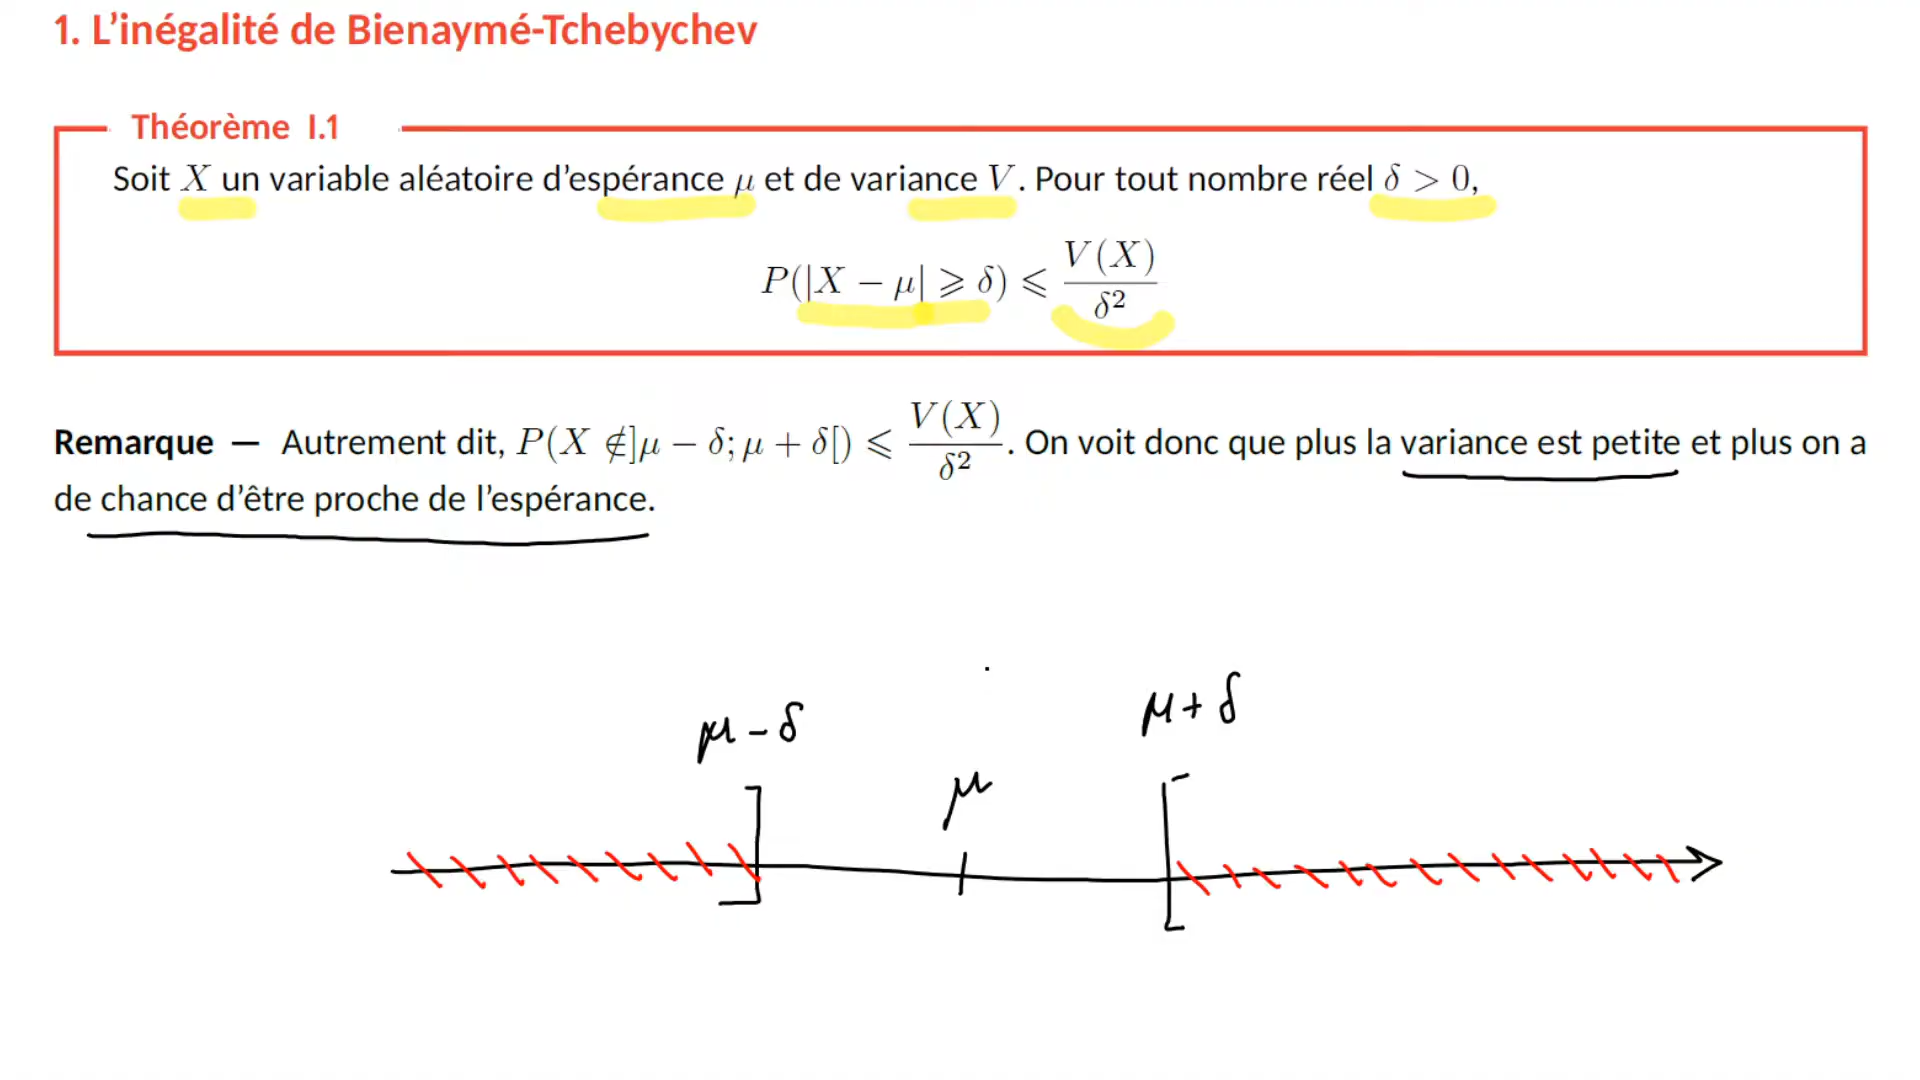 1. L’inégalité de Bienaymé-Tchebychev
Théorème I.1
Soit X un variable aléatoire d’espérance μ et de variance V. Pour tout nombre réel δ > 0,
P(|X − μ| ⩾ δ) ⩽ V(X)/δ²
Remarque — Autrement dit, P(X ∉]μ − δ; μ + δ[) ⩽ V(X)/δ². On voit donc que plus la variance est petite et plus on a
de chance d’être proche de l’espérance.
μ − δ
μ + δ
μ